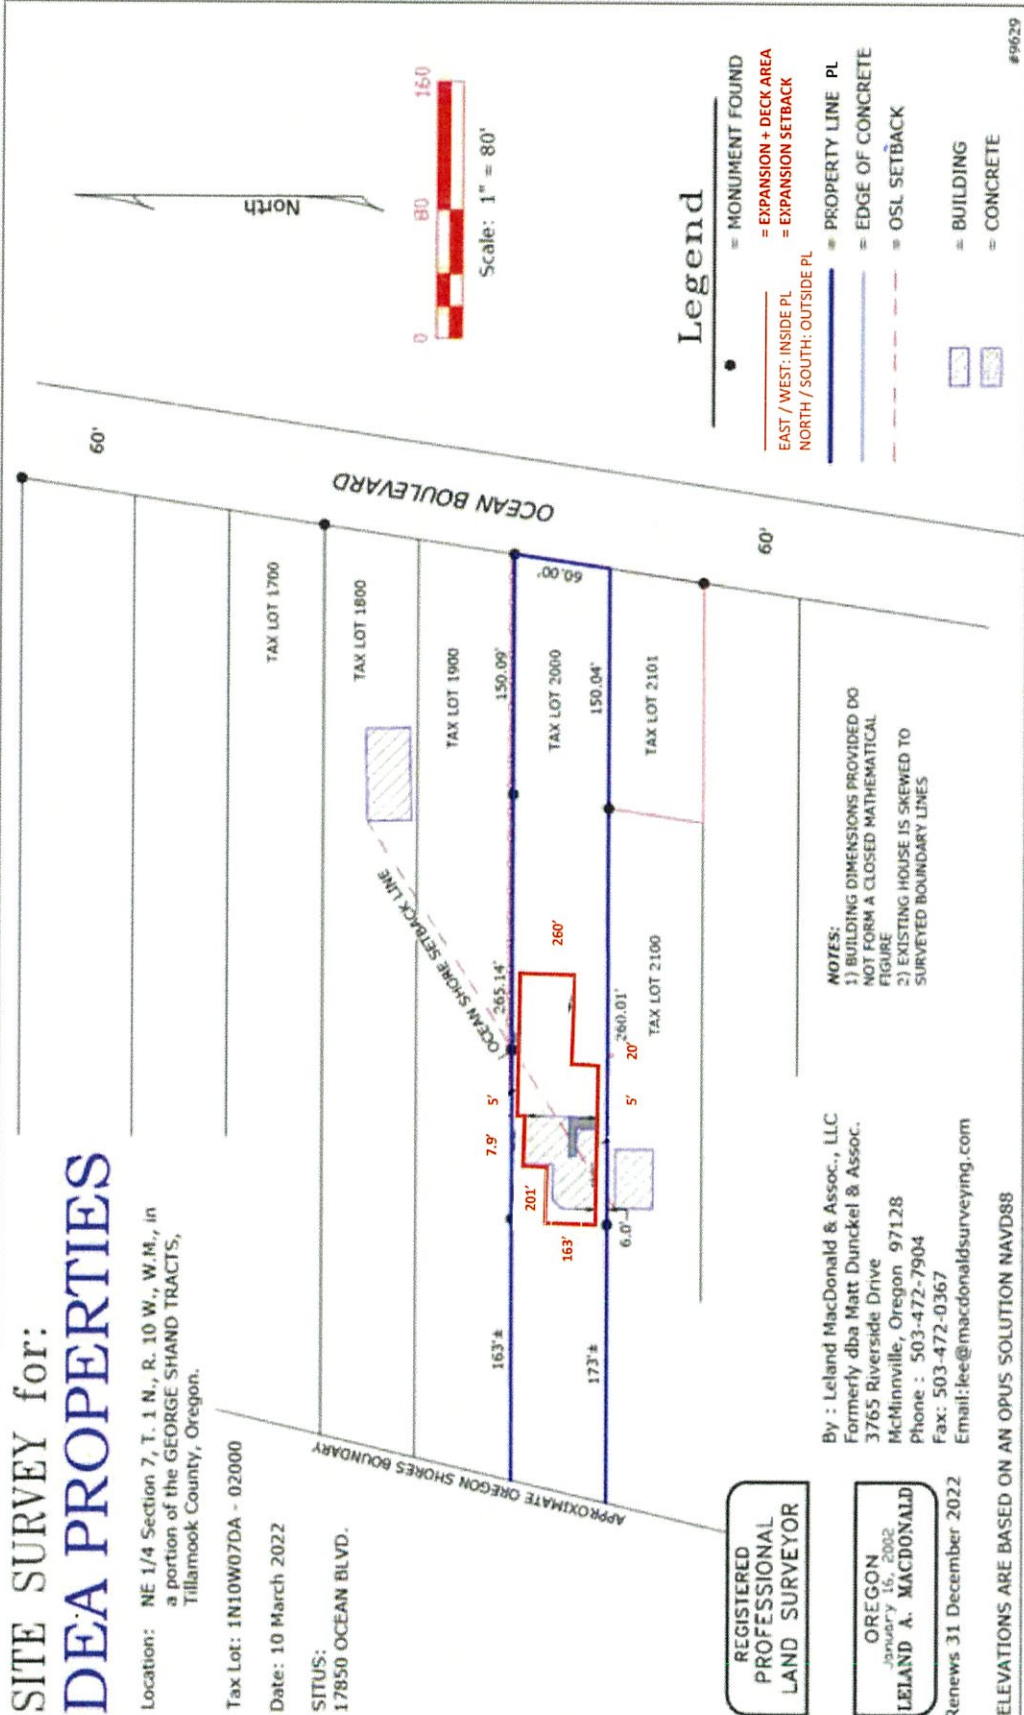 SITE SURVEY for:
DEA PROPERTIES
Location: NE 1/4 Section 7, T. 1 N., R. 10 W., W.M., in
a portion of the GEORGE SHAND TRACTS,
Tillamook County, Oregon.
Tax Lot: 1N10W07DA - 02000
Date: 10 March 2022
SITUS:
17850 OCEAN BLVD.
North
0 80 160
Scale: 1" = 80'
60'
OCEAN BOULEVARD
60'
TAX LOT 1700
TAX LOT 1800
TAX LOT 1900
150.09'
60.00'
TAX LOT 2000
150.04'
TAX LOT 2101
OCEAN SHORE SETBACK LINE
265.14'
260'
260.01'
20'
TAX LOT 2100
5'
5'
7.9'
201'
163'
6.0'
163'±
173'±
APPROXIMATE OREGON SHORES BOUNDARY
Legend
= MONUMENT FOUND
= EXPANSION + DECK AREA
= EXPANSION SETBACK
EAST / WEST: INSIDE PL
NORTH / SOUTH: OUTSIDE PL
= PROPERTY LINE PL
= EDGE OF CONCRETE
= OSL SETBACK
= BUILDING
= CONCRETE
NOTES:
1) BUILDING DIMENSIONS PROVIDED DO
NOT FORM A CLOSED MATHEMATICAL
FIGURE
2) EXISTING HOUSE IS SKEWED TO
SURVEYED BOUNDARY LINES
REGISTERED
PROFESSIONAL
LAND SURVEYOR
OREGON
January 16, 2002
LELAND A. MACDONALD
Renews 31 December 2022
By : Leland MacDonald & Assoc., LLC
Formerly dba Matt Dunckel & Assoc.
3765 Riverside Drive
McMinnville, Oregon 97128
Phone : 503-472-7904
Fax: 503-472-0367
Email:lee@macdonaldsurveying.com
ELEVATIONS ARE BASED ON AN OPUS SOLUTION NAVD88
#9629